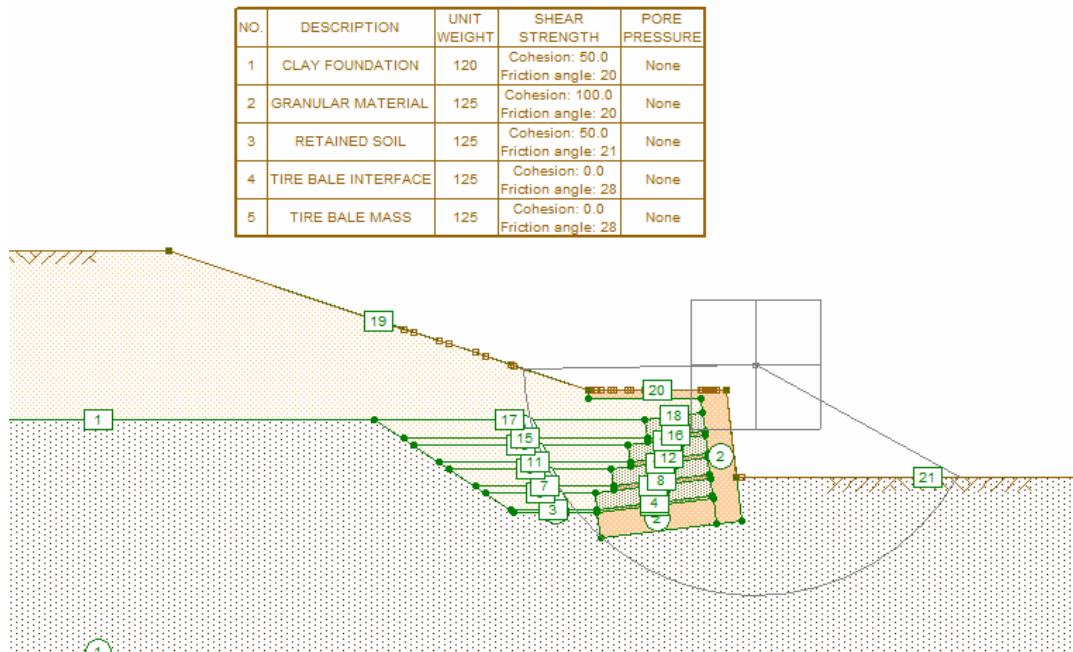 NO. DESCRIPTION UNIT WEIGHT SHEAR STRENGTH PORE PRESSURE
1 CLAY FOUNDATION 120 Cohesion: 50.0 Friction angle: 20 None
2 GRANULAR MATERIAL 125 Cohesion: 100.0 Friction angle: 20 None
3 RETAINED SOIL 125 Cohesion: 50.0 Friction angle: 21 None
4 TIRE BALE INTERFACE 125 Cohesion: 0.0 Friction angle: 28 None
5 TIRE BALE MASS 125 Cohesion: 0.0 Friction angle: 28 None
19
20
1
17
18
15
16
11
12
2
7
8
21
3
4
2
1